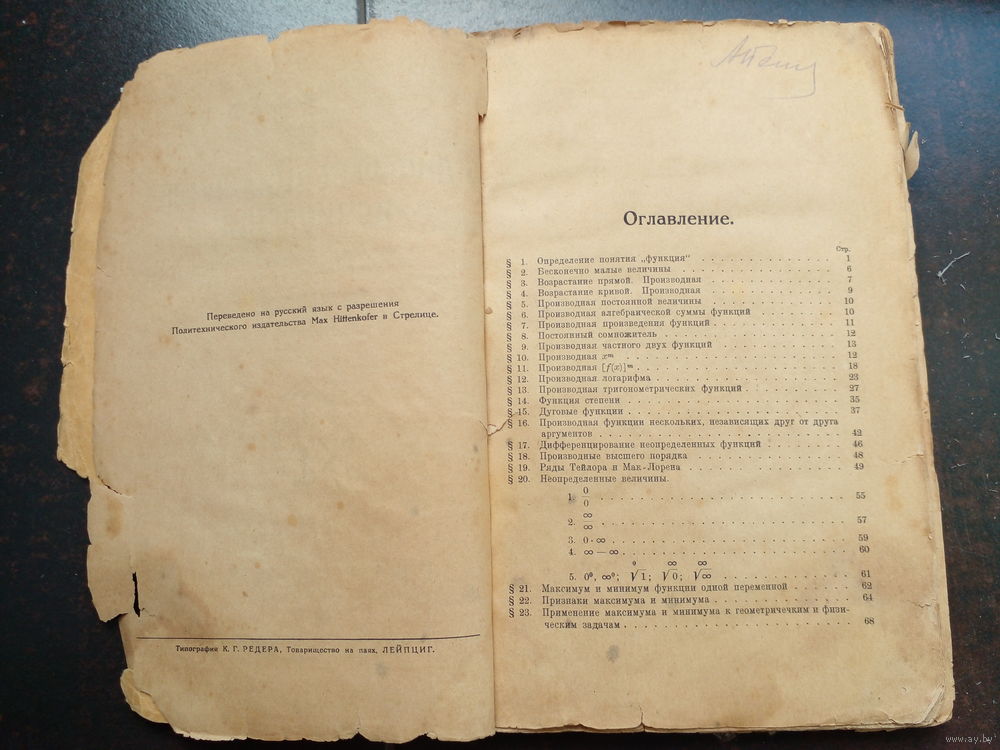 Переведено на русский язык с разрешения
Политехнического издательства Max Hittenkofer в Стрелице.
Типография К. Г. РЕДЕРА, Товарищество на паях, ЛЕЙПЦИГ.
Оглавление.
Стр.
§ 1. Определение понятия „функция“ . . . . . . . . . . 1
§ 2. Бесконечно малые величины . . . . . . . . . . 6
§ 3. Возрастание прямой. Производная . . . . . . . . . . 7
§ 4. Возрастание кривой. Производная . . . . . . . . . . 9
§ 5. Производная постоянной величины . . . . . . . . . . 10
§ 6. Производная алгебраической суммы функций . . . . . . . 10
§ 7. Производная произведения функций . . . . . . . . . . 11
§ 8. Постоянный сомножитель . . . . . . . . . . 12
§ 9. Производная частного двух функций . . . . . . . . . . 13
§ 10. Производная xᵐ . . . . . . . . . . 12
§ 11. Производная [f(x)]ᵐ . . . . . . . . . . 18
§ 12. Производная логарифма . . . . . . . . . . 23
§ 13. Производная тригонометрических функций . . . . . . . . 27
§ 14. Функция степени . . . . . . . . . . 35
§ 15. Дуговые функции . . . . . . . . . . 37
§ 16. Производная функции нескольких, независящих друг от друга
аргументов . . . . . . . . . . 42
§ 17. Дифференцирование неопределенных функций . . . . . . . 46
§ 18. Производные высшего порядка . . . . . . . . . . 48
§ 19. Ряды Тейлора и Мак-Лорена . . . . . . . . . . 49
§ 20. Неопределенные величины.
1. 0/0 . . . . . . . . . . 55
2. ∞/∞ . . . . . . . . . . 57
3. 0·∞ . . . . . . . . . . 59
4. ∞—∞ . . . . . . . . . . 60
5. 0⁰, ∞⁰; ⁰√1; ∞√0; ∞√∞ . . . . . . . . . . 61
§ 21. Максимум и минимум функции одной переменной . . . . . 62
§ 22. Признаки максимума и минимума . . . . . . . . . . 64
§ 23. Применение максимума и минимума к геометричечким и физи-
ческим задачам . . . . . . . . . . 68
www.ay.by